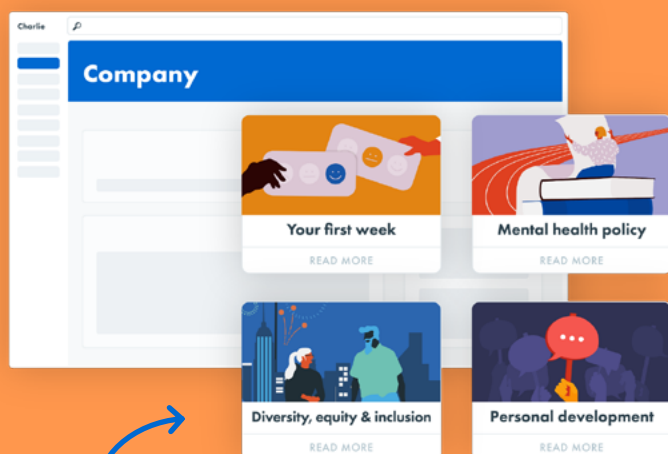 Charlie
Company
Your first week
READ MORE
Mental health policy
READ MORE
Diversity, equity & inclusion
READ MORE
Personal development
READ MORE